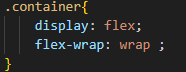 .container{
    display: flex;
    flex-wrap: wrap ;
}